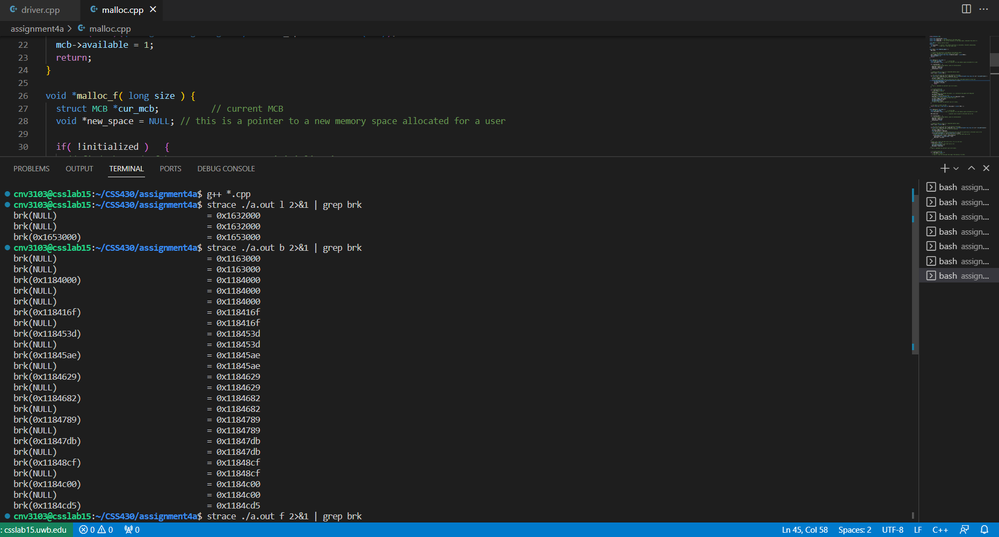 driver.cpp malloc.cpp
assignment4a > malloc.cpp
22 mcb->available = 1;
23 return;
24 }
25
26 void *malloc_f( long size ) {
27 struct MCB *cur_mcb; // current MCB
28 void *new_space = NULL; // this is a pointer to a new memory space allocated for a user
29
30 if( !initialized ) {
PROBLEMS OUTPUT TERMINAL PORTS DEBUG CONSOLE
cnv3103@csslab15:~/CSS430/assignment4a$ g++ *.cpp
cnv3103@csslab15:~/CSS430/assignment4a$ strace ./a.out l 2>&1 | grep brk
brk(NULL) = 0x1632000
brk(NULL) = 0x1632000
brk(0x1653000) = 0x1653000
cnv3103@csslab15:~/CSS430/assignment4a$ strace ./a.out b 2>&1 | grep brk
brk(NULL) = 0x1163000
brk(NULL) = 0x1163000
brk(0x1184000) = 0x1184000
brk(NULL) = 0x1184000
brk(NULL) = 0x1184000
brk(0x118416f) = 0x118416f
brk(NULL) = 0x118416f
brk(0x118453d) = 0x118453d
brk(NULL) = 0x118453d
brk(0x11845ae) = 0x11845ae
brk(NULL) = 0x11845ae
brk(0x1184629) = 0x1184629
brk(NULL) = 0x1184629
brk(0x1184682) = 0x1184682
brk(NULL) = 0x1184682
brk(0x1184789) = 0x1184789
brk(NULL) = 0x1184789
brk(0x11847db) = 0x11847db
brk(NULL) = 0x11847db
brk(0x11848cf) = 0x11848cf
brk(NULL) = 0x11848cf
brk(0x1184c00) = 0x1184c00
brk(NULL) = 0x1184c00
brk(0x1184cd5) = 0x1184cd5
cnv3103@csslab15:~/CSS430/assignment4a$ strace ./a.out f 2>&1 | grep brk
bash assign...
bash assign...
bash assign...
bash assign...
bash assign...
bash assign...
bash assign...
: csslab15.uwb.edu 0 0 0 Ln 45, Col 58 Spaces: 2 UTF-8 LF C++